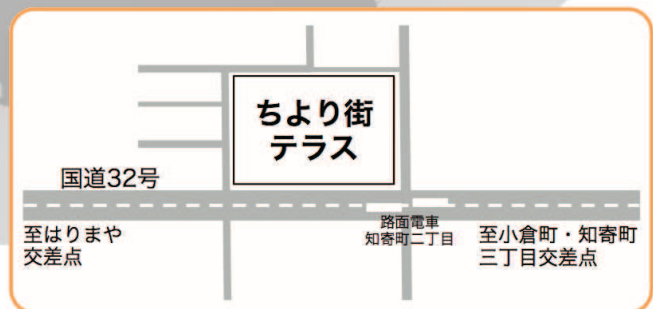 ちより街
テラス
国道32号
路面電車
知寄町二丁目
至はりまや
交差点
至小倉町・知寄町
三丁目交差点